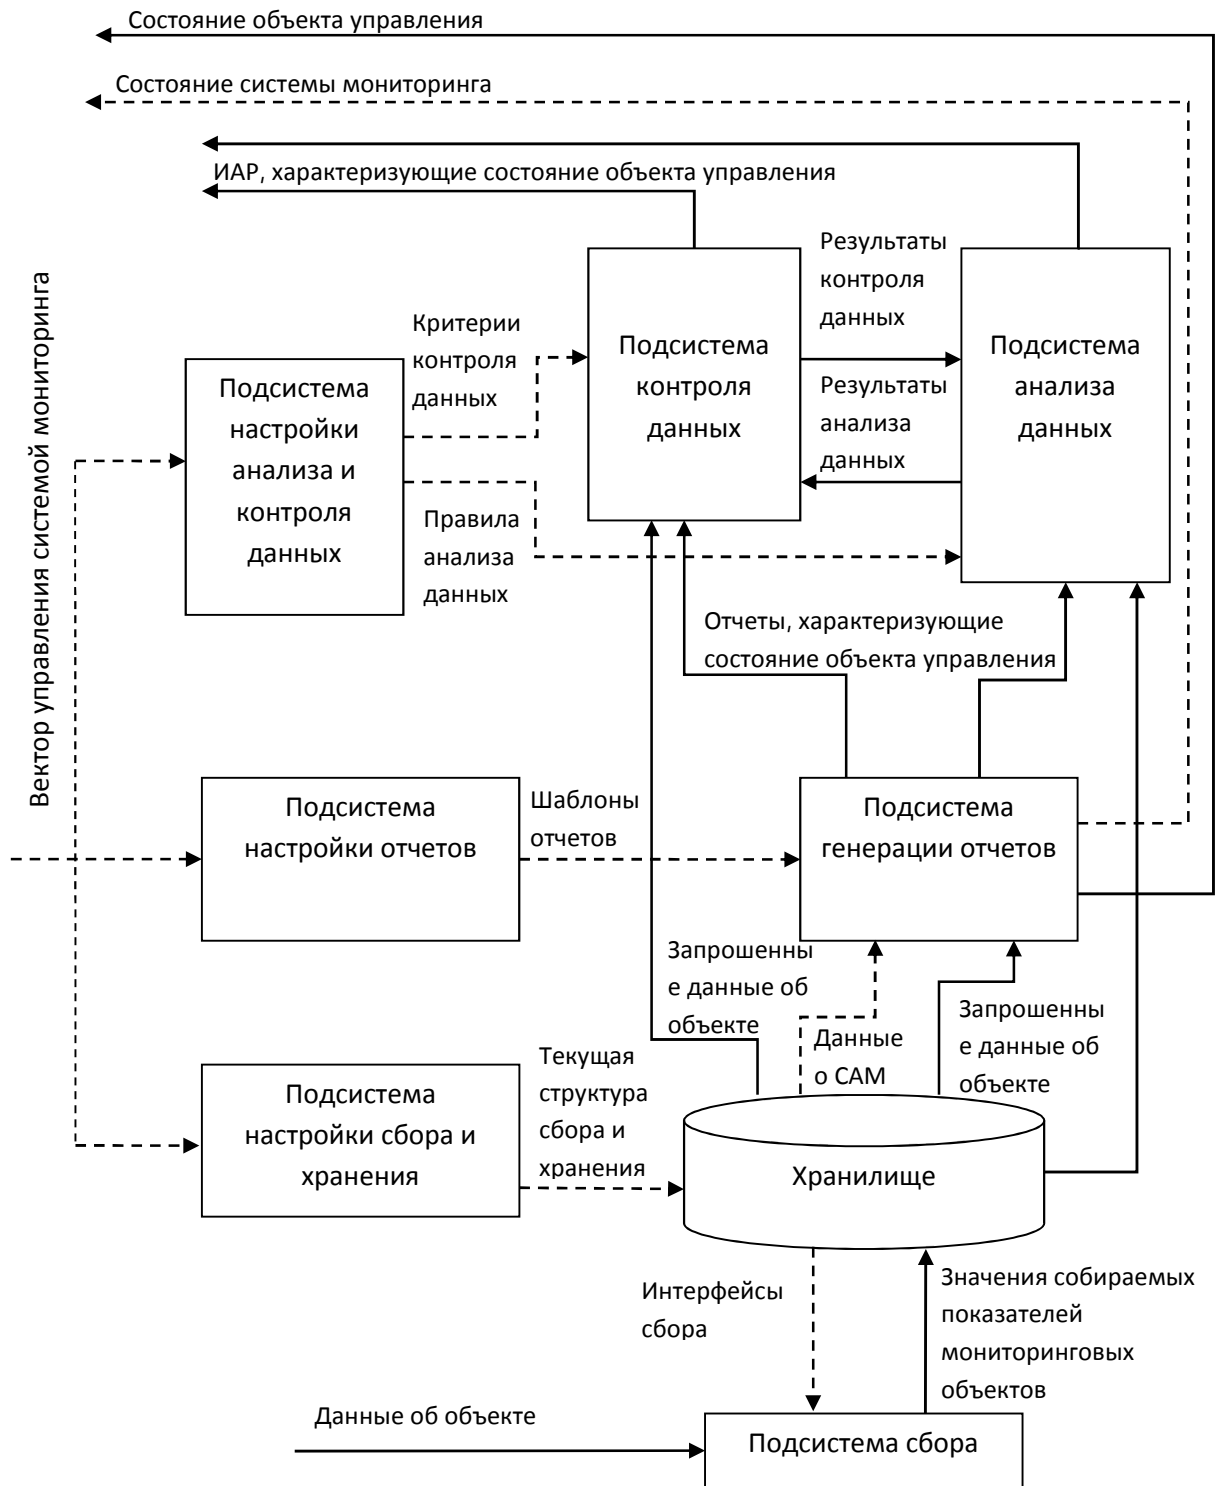 Состояние объекта управления
Состояние системы мониторинга
ИАР, характеризующие состояние объекта управления
Вектор управления системой мониторинга
Подсистема
настройки
анализа и
контроля
данных
Критерии
контроля
данных
Правила
анализа
данных
Подсистема
контроля
данных
Результаты
контроля
данных
Результаты
анализа
данных
Подсистема
анализа
данных
Отчеты, характеризующие
состояние объекта управления
Подсистема
настройки отчетов
Шаблоны
отчетов
Подсистема
генерации отчетов
Запрошенны
е данные об
объекте
Данные
о САМ
Запрошенны
е данные об
объекте
Подсистема
настройки сбора и
хранения
Текущая
структура
сбора и
хранения
Хранилище
Интерфейсы
сбора
Значения собираемых
показателей
мониторинговых
объектов
Данные об объекте
Подсистема сбора